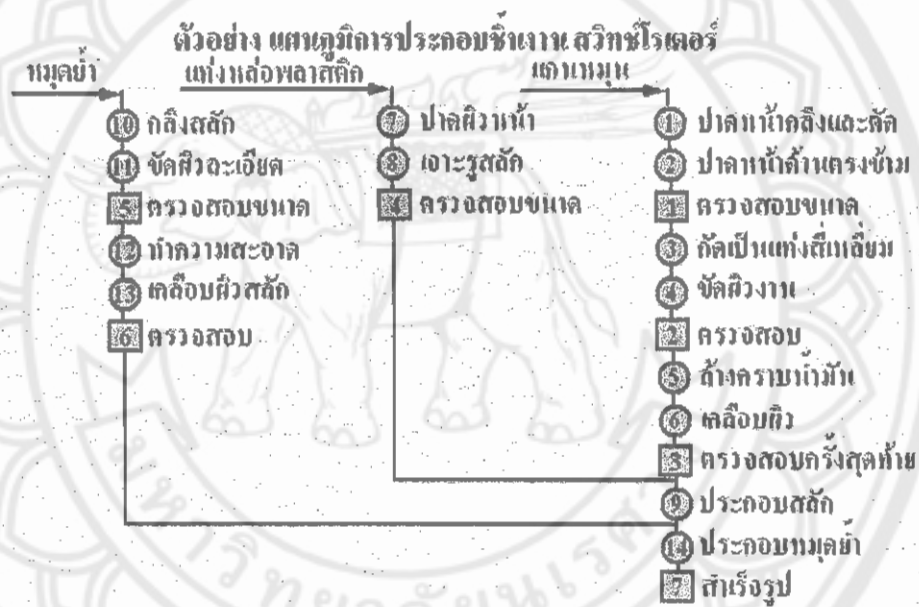 ตัวอย่าง แผนภูมิการประกอบชิ้นงาน สวิทช์โรเตอร์
หมุดย้ำ
แท่งหล่อพลาสติก
แกนหมุน
10 กลึงสลัก
11 ขัดผิวละเอียด
5 ตรวจสอบขนาด
12 ทำความสะอาด
13 เคลือบผิวสลัก
6 ตรวจสอบ
7 ปาดผิวหน้า
8 เจาะรูสลัก
4 ตรวจสอบขนาด
1 ปาดหน้ากลึงและตัด
2 ปาดหน้าด้านตรงข้าม
1 ตรวจสอบขนาด
3 กัดเป็นแท่งสี่เหลี่ยม
4 ขัดผิวงาน
2 ตรวจสอบ
5 ล้างคราบน้ำมัน
6 เคลือบผิว
3 ตรวจสอบครั้งสุดท้าย
9 ประกอบสลัก
14 ประกอบหมุดย้ำ
7 สำเร็จรูป
มหาวิทยาลัยนเรศวร